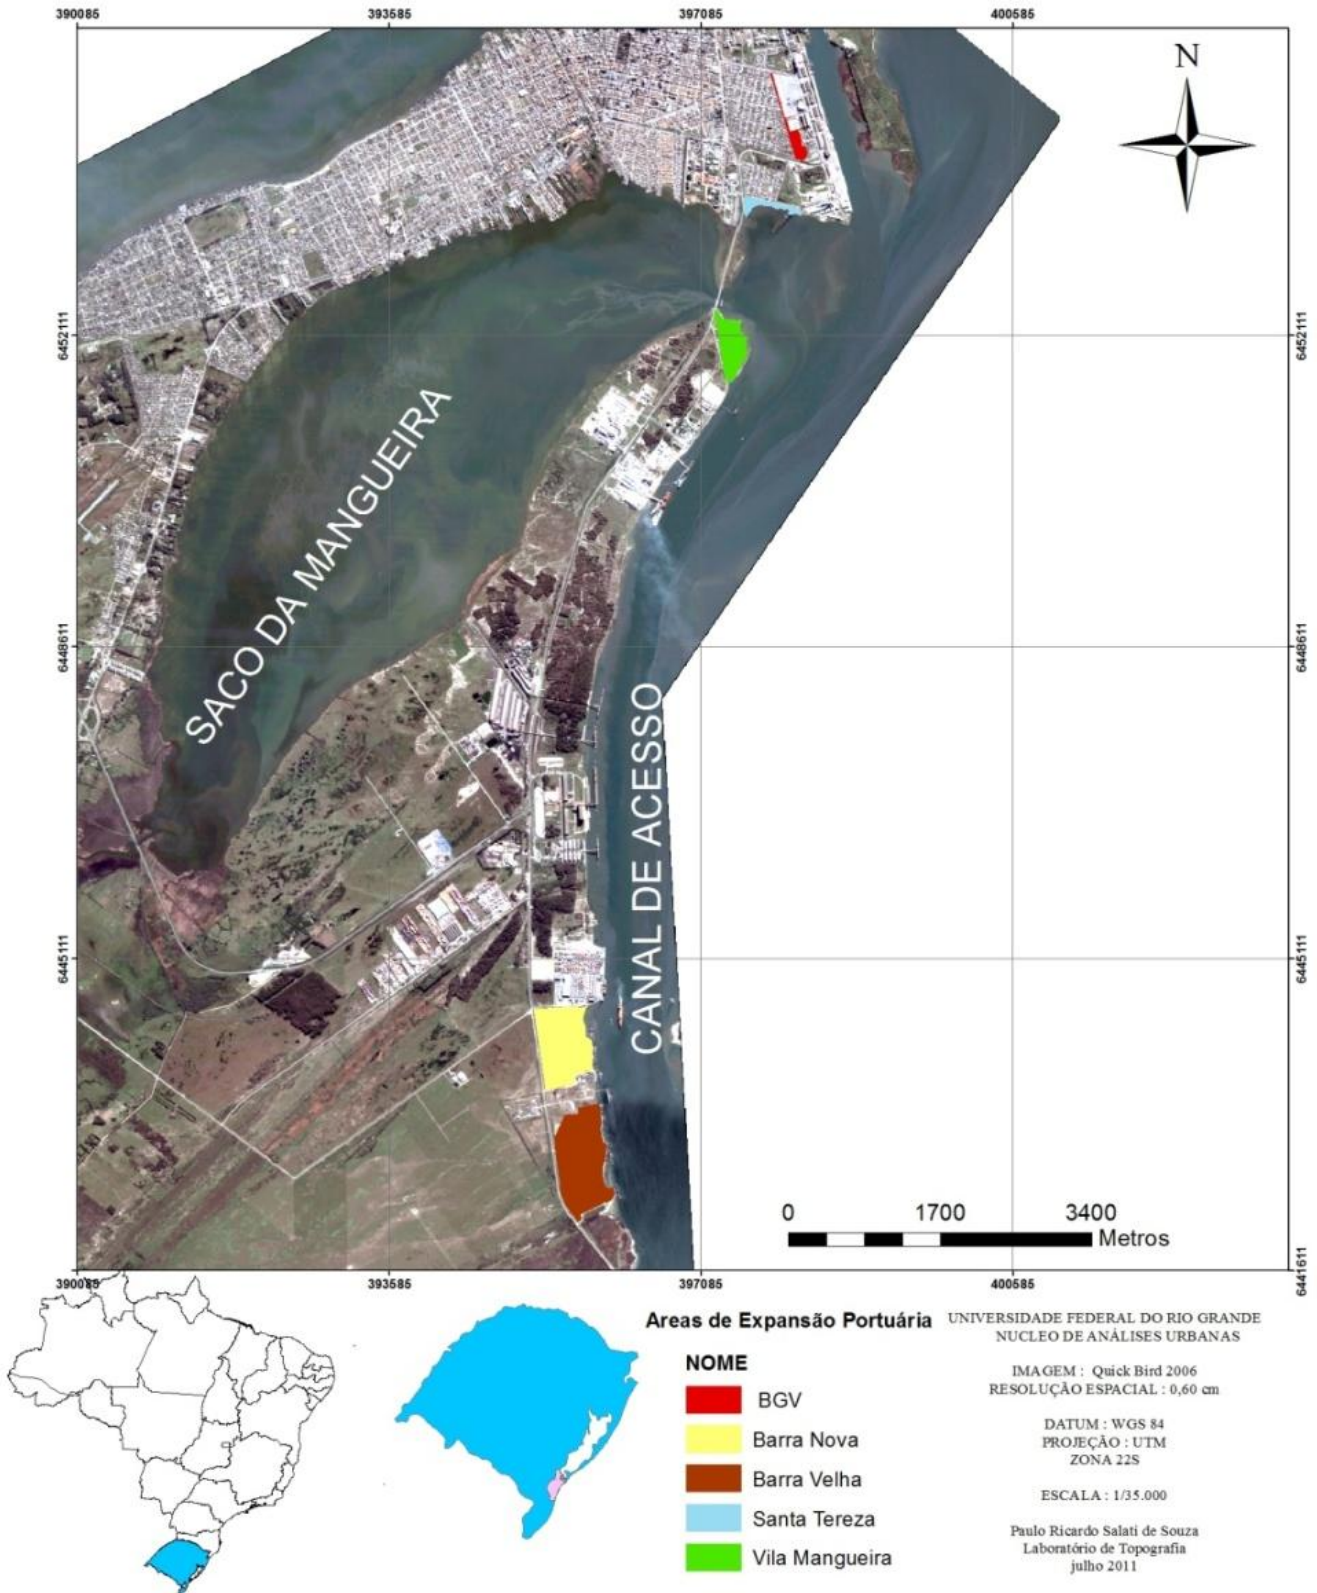 390085
393585
397085
400585
N
6452111
6452111
SACO DA MANGUEIRA
6448611
6448611
CANAL DE ACESSO
6445111
6445111
0 1700 3400
Metros
6441611
390085
393585
397085
400585
Areas de Expansão Portuária
NOME
BGV
Barra Nova
Barra Velha
Santa Tereza
Vila Mangueira
UNIVERSIDADE FEDERAL DO RIO GRANDE
NUCLEO DE ANÁLISES URBANAS
IMAGEM : Quick Bird 2006
RESOLUÇÃO ESPACIAL : 0,60 cm
DATUM : WGS 84
PROJEÇÃO : UTM
ZONA 22S
ESCALA : 1/35.000
Paulo Ricardo Salati de Souza
Laboratório de Topografia
julho 2011